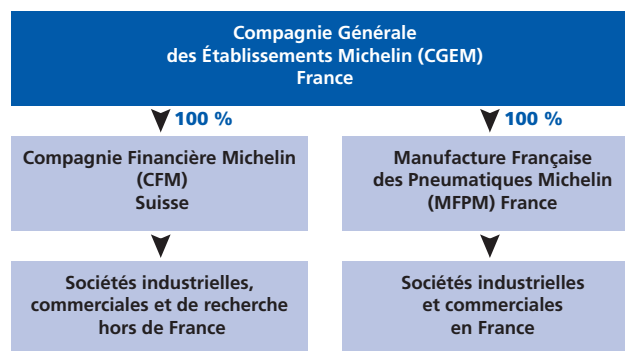 Compagnie Générale
des Établissements Michelin (CGEM)
France
100 %
100 %
Compagnie Financière Michelin
(CFM)
Suisse
Manufacture Française
des Pneumatiques Michelin
(MFPM) France
Sociétés industrielles,
commerciales et de recherche
hors de France
Sociétés industrielles
et commerciales
en France